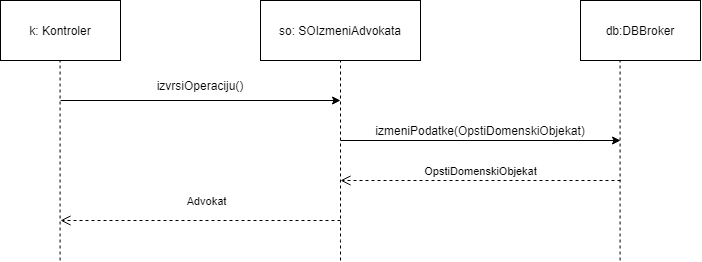 k: Kontroler
so: SOIzmeniAdvokata
db:DBBroker
izvrsiOperaciju()
izmeniPodatke(OpstiDomenskiObjekat)
OpstiDomenskiObjekat
Advokat